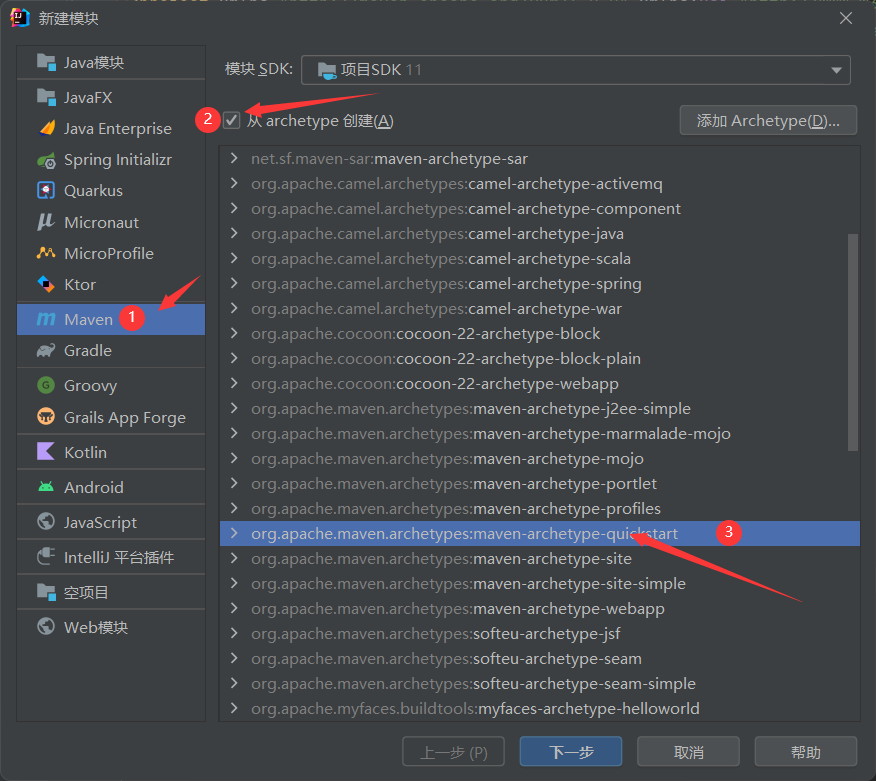 新建模块
Java模块
JavaFX
Java Enterprise
Spring Initializr
Quarkus
Micronaut
MicroProfile
Ktor
Maven 1
Gradle
Groovy
Grails App Forge
Kotlin
Android
JavaScript
IntelliJ 平台插件
空项目
Web模块
模块 SDK: 项目SDK 11
2 从 archetype 创建(A) 添加 Archetype(D)...
net.sf.maven-sar:maven-archetype-sar
org.apache.camel.archetypes:camel-archetype-activemq
org.apache.camel.archetypes:camel-archetype-component
org.apache.camel.archetypes:camel-archetype-java
org.apache.camel.archetypes:camel-archetype-scala
org.apache.camel.archetypes:camel-archetype-spring
org.apache.camel.archetypes:camel-archetype-war
org.apache.cocoon:cocoon-22-archetype-block
org.apache.cocoon:cocoon-22-archetype-block-plain
org.apache.cocoon:cocoon-22-archetype-webapp
org.apache.maven.archetypes:maven-archetype-j2ee-simple
org.apache.maven.archetypes:maven-archetype-marmalade-mojo
org.apache.maven.archetypes:maven-archetype-mojo
org.apache.maven.archetypes:maven-archetype-portlet
org.apache.maven.archetypes:maven-archetype-profiles
org.apache.maven.archetypes:maven-archetype-quickstart 3
org.apache.maven.archetypes:maven-archetype-site
org.apache.maven.archetypes:maven-archetype-site-simple
org.apache.maven.archetypes:maven-archetype-webapp
org.apache.maven.archetypes:softeu-archetype-jsf
org.apache.maven.archetypes:softeu-archetype-seam
org.apache.maven.archetypes:softeu-archetype-seam-simple
org.apache.myfaces.buildtools:myfaces-archetype-helloworld
上一步 (P) 下一步 取消 帮助